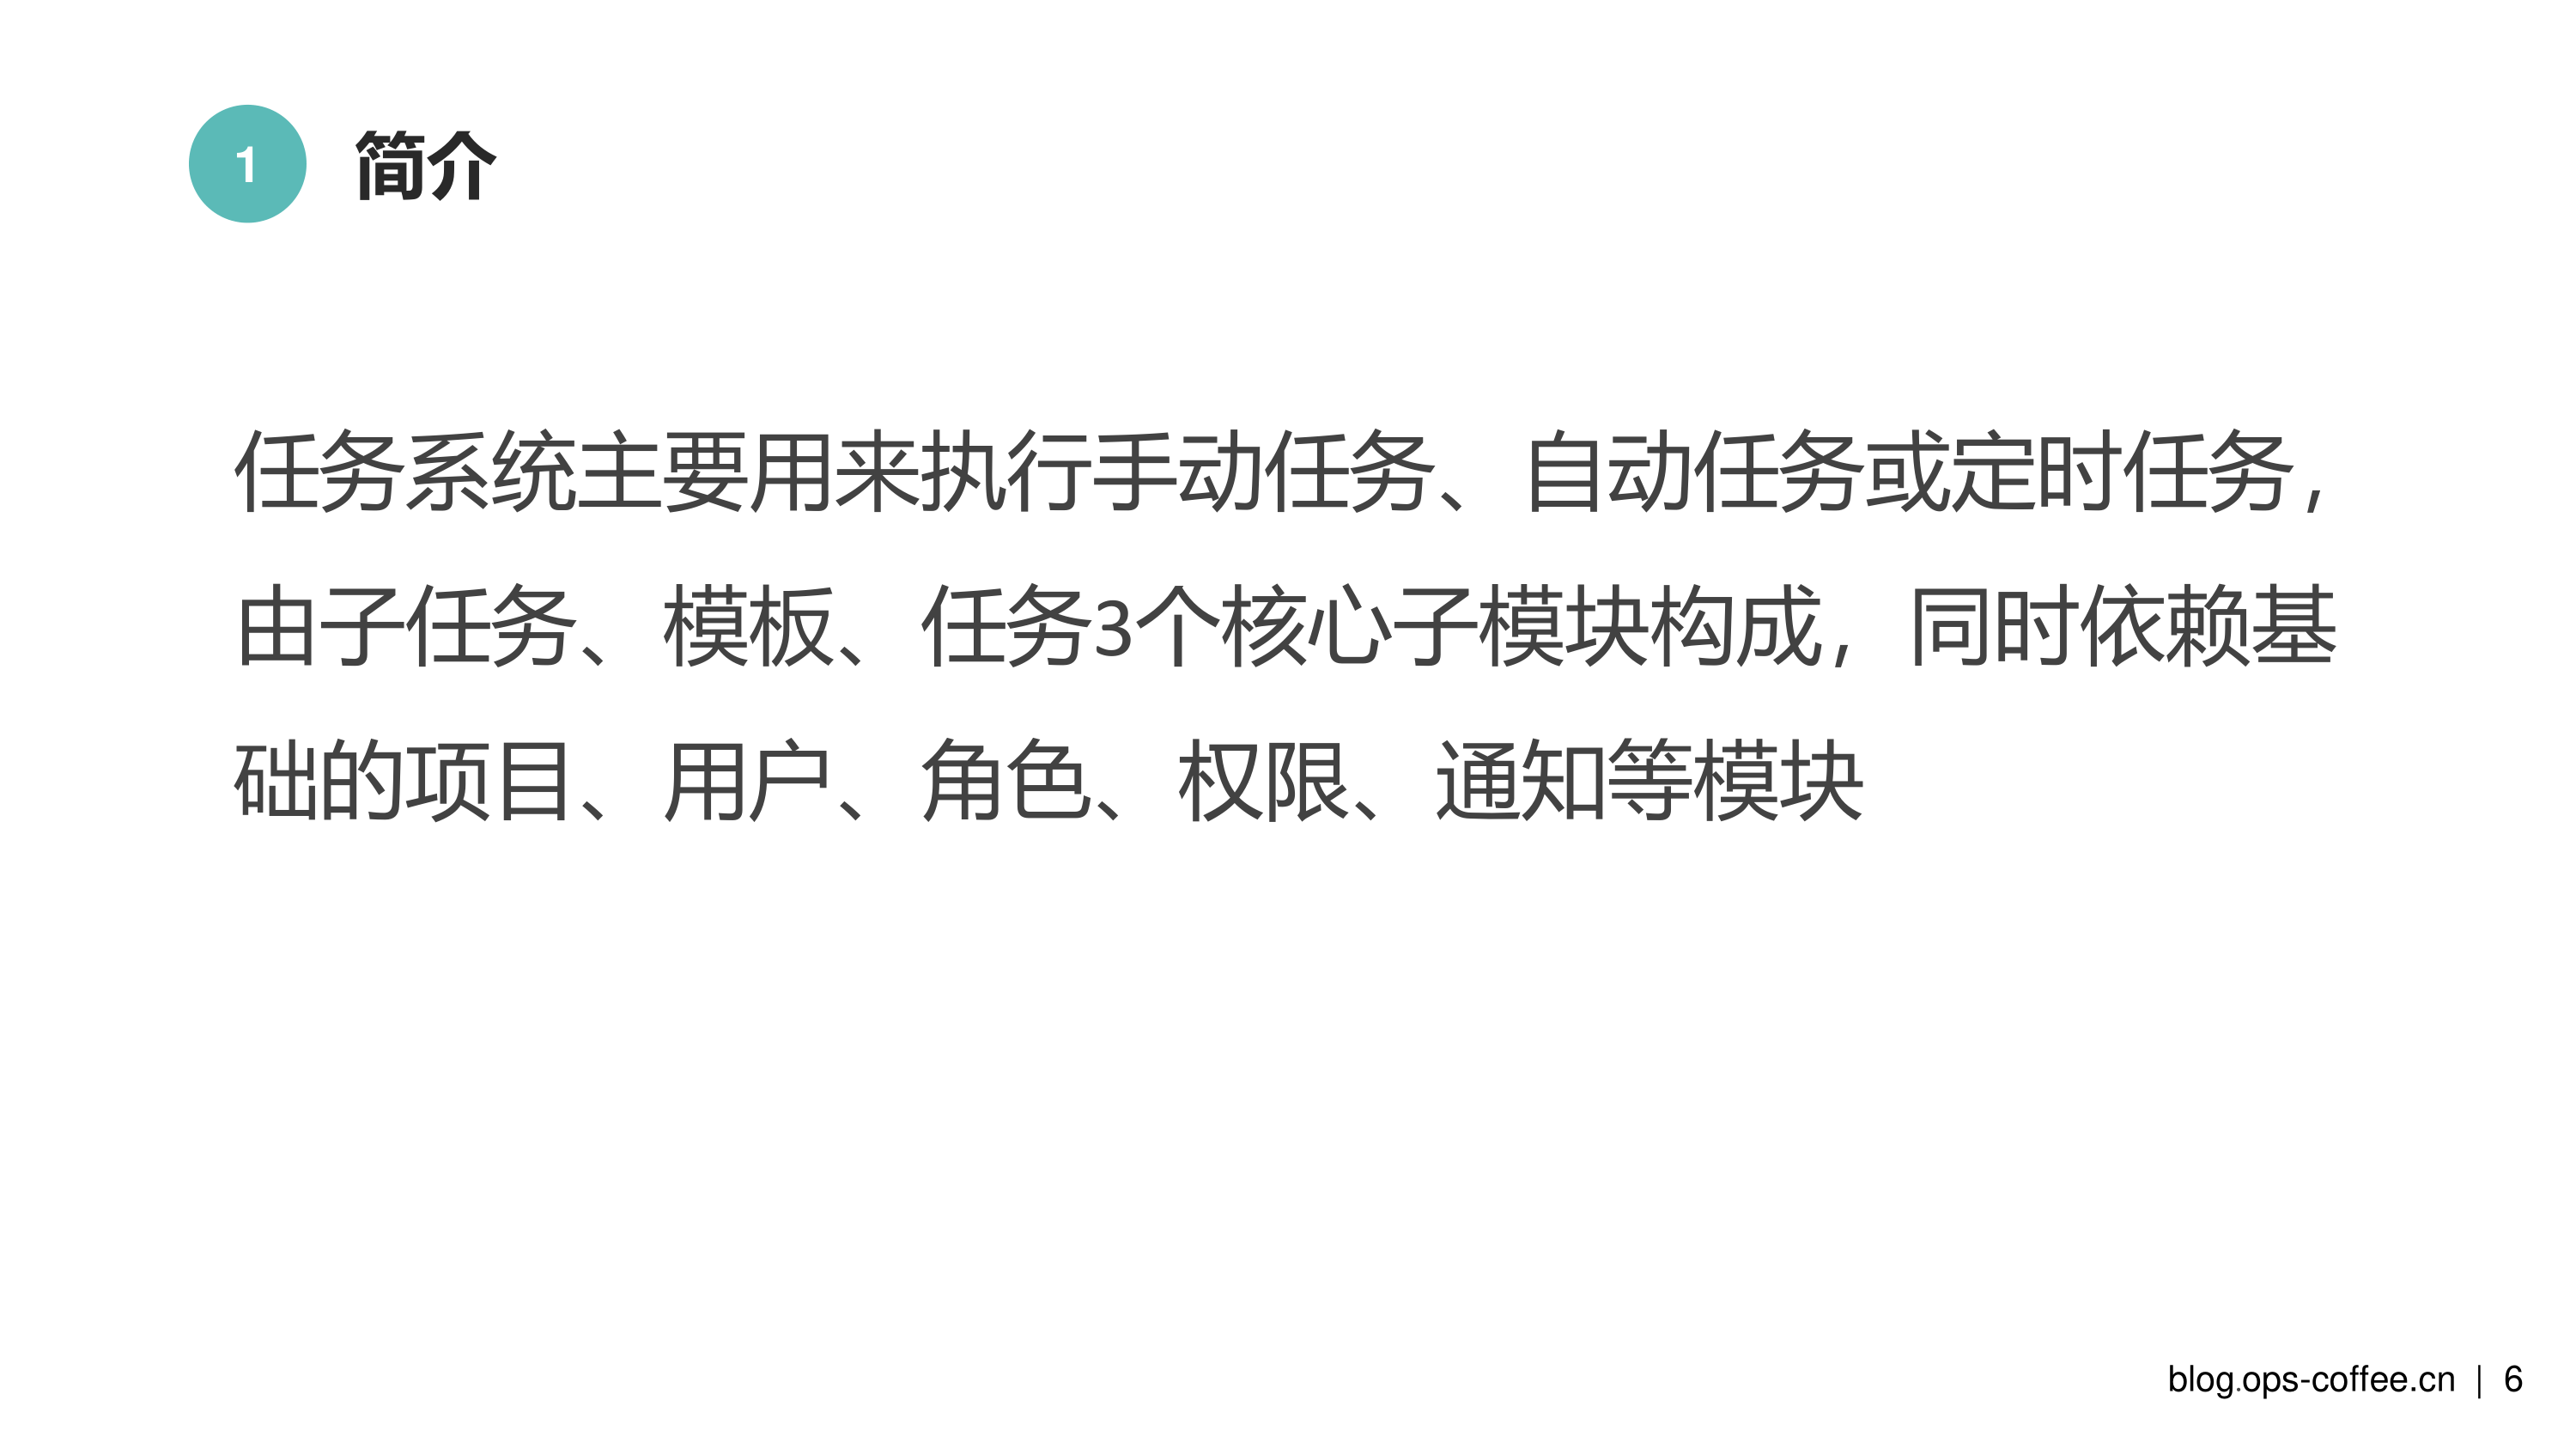 1 简介
任务系统主要用来执行手动任务、自动任务或定时任务，
由子任务、模板、任务3个核心子模块构成，同时依赖基
础的项目、用户、角色、权限、通知等模块
blog.ops-coffee.cn | 6